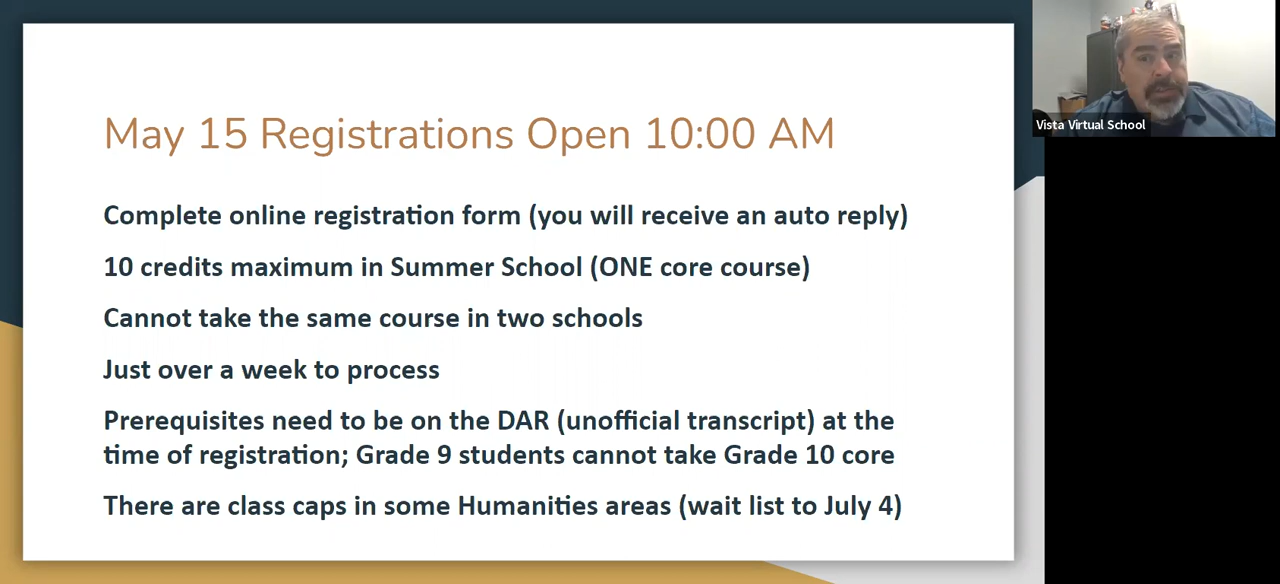 May 15 Registrations Open 10:00 AM
Complete online registration form (you will receive an auto reply)
10 credits maximum in Summer School (ONE core course)
Cannot take the same course in two schools
Just over a week to process
Prerequisites need to be on the DAR (unofficial transcript) at the
time of registration; Grade 9 students cannot take Grade 10 core
There are class caps in some Humanities areas (wait list to July 4)
Vista Virtual School